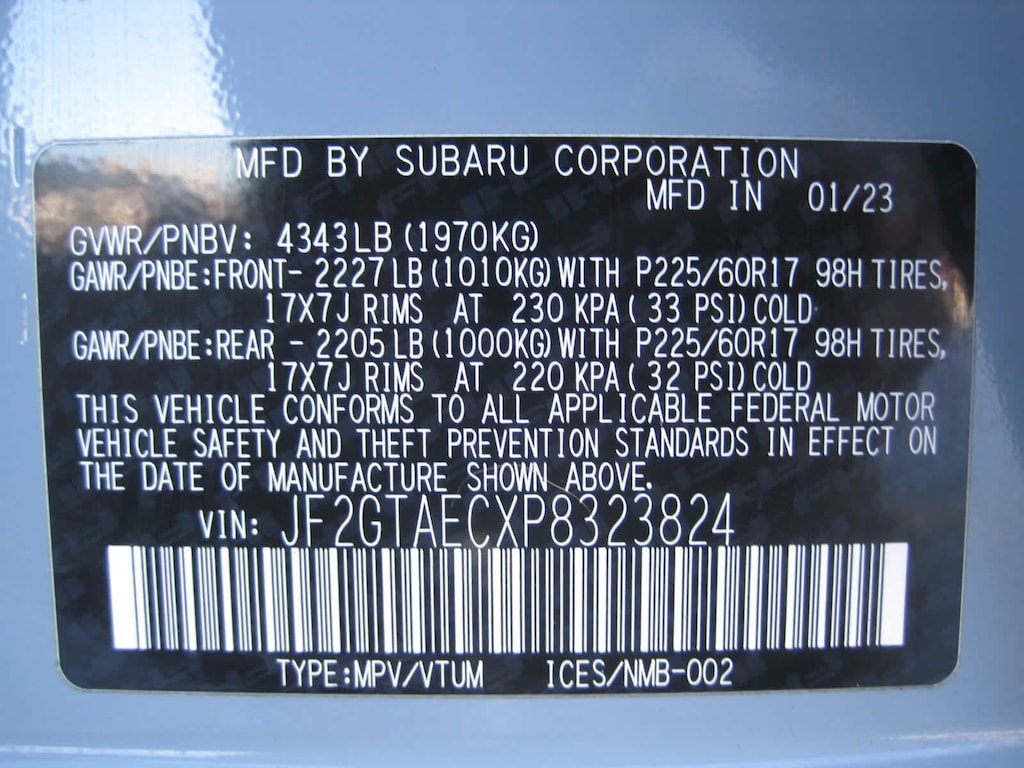 MFD BY SUBARU CORPORATION
MFD IN 01/23
GVWR/PNBV: 4343LB(1970KG)
GAWR/PNBE:FRONT- 2227LB(1010KG)WITH P225/60R17 98H TIRES,
17X7J RIMS AT 230 KPA( 33 PSI)COLD
GAWR/PNBE:REAR - 2205LB(1000KG)WITH P225/60R17 98H TIRES,
17X7J RIMS AT 220 KPA( 32 PSI)COLD
THIS VEHICLE CONFORMS TO ALL APPLICABLE FEDERAL MOTOR
VEHICLE SAFETY AND THEFT PREVENTION STANDARDS IN EFFECT ON
THE DATE OF MANUFACTURE SHOWN ABOVE.
VIN: JF2GTAECXP8323824
TYPE:MPV/VTUM ICES/NMB-002